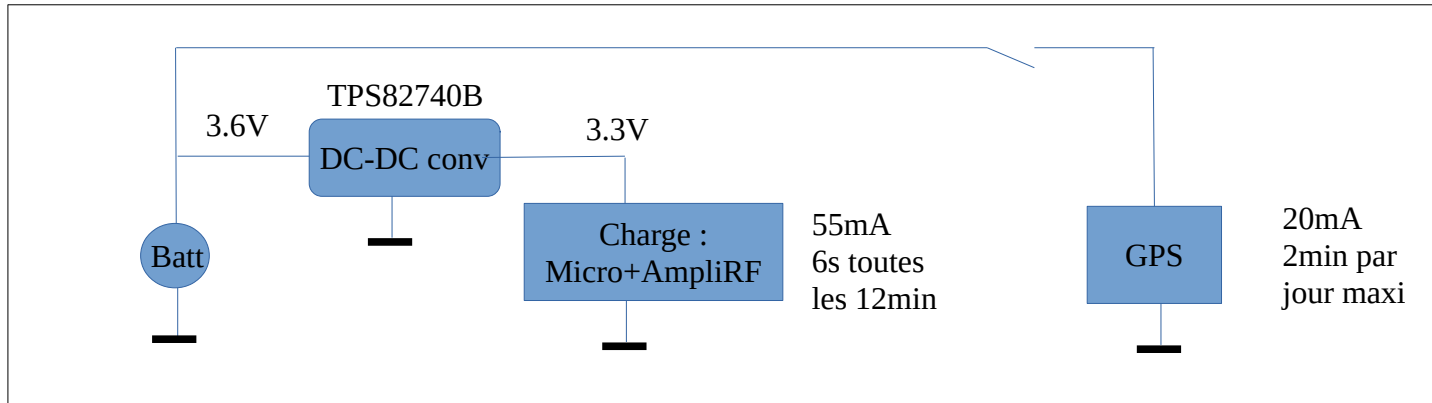 TPS82740B
3.6V
DC-DC conv
3.3V
Batt
Charge :
Micro+AmpliRF
55mA
6s toutes
les 12min
GPS
20mA
2min par
jour maxi